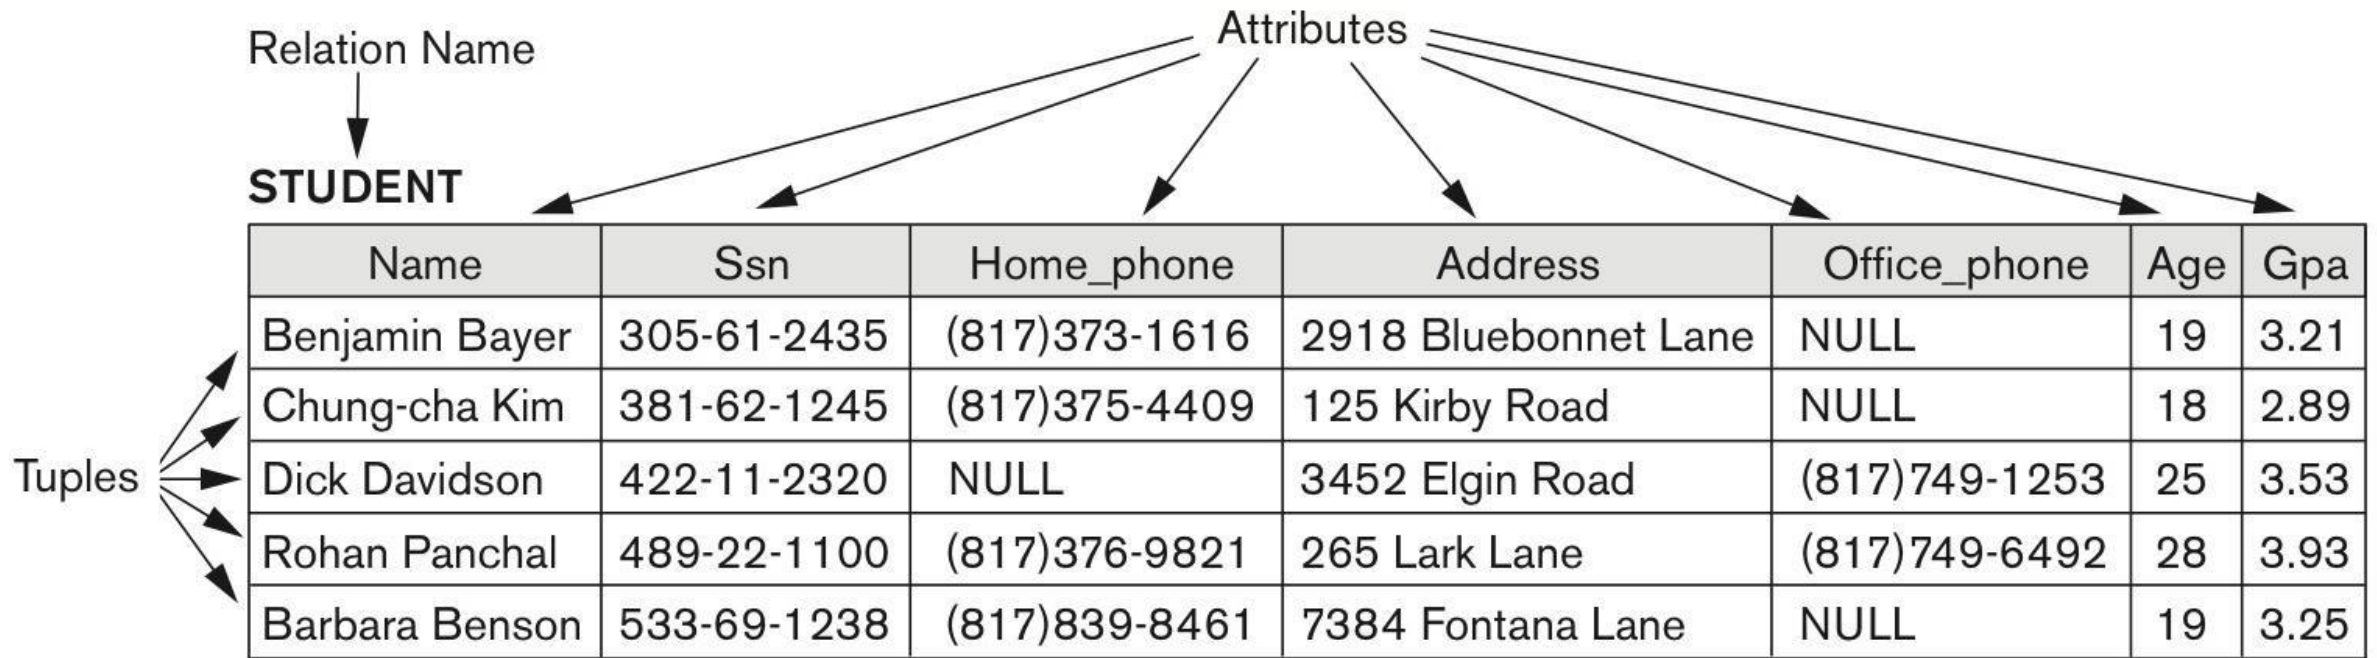 Attributes
Relation Name
STUDENT
Name Ssn Home_phone Address Office_phone Age Gpa
Benjamin Bayer 305-61-2435 (817)373-1616 2918 Bluebonnet Lane NULL 19 3.21
Chung-cha Kim 381-62-1245 (817)375-4409 125 Kirby Road NULL 18 2.89
Tuples Dick Davidson 422-11-2320 NULL 3452 Elgin Road (817)749-1253 25 3.53
Rohan Panchal 489-22-1100 (817)376-9821 265 Lark Lane (817)749-6492 28 3.93
Barbara Benson 533-69-1238 (817)839-8461 7384 Fontana Lane NULL 19 3.25